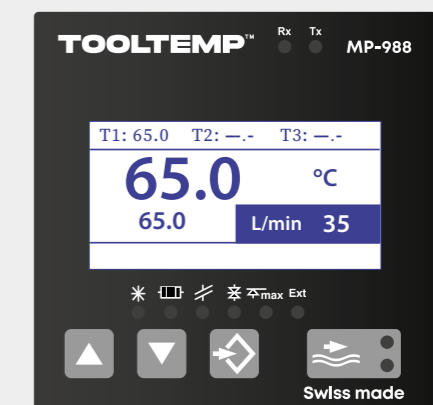 TOOLTEMP™ Rx Tx MP-988
T1: 65.0 T2: —.- T3: —.-
65.0 °C
65.0 L/min 35
max Ext
Swiss made